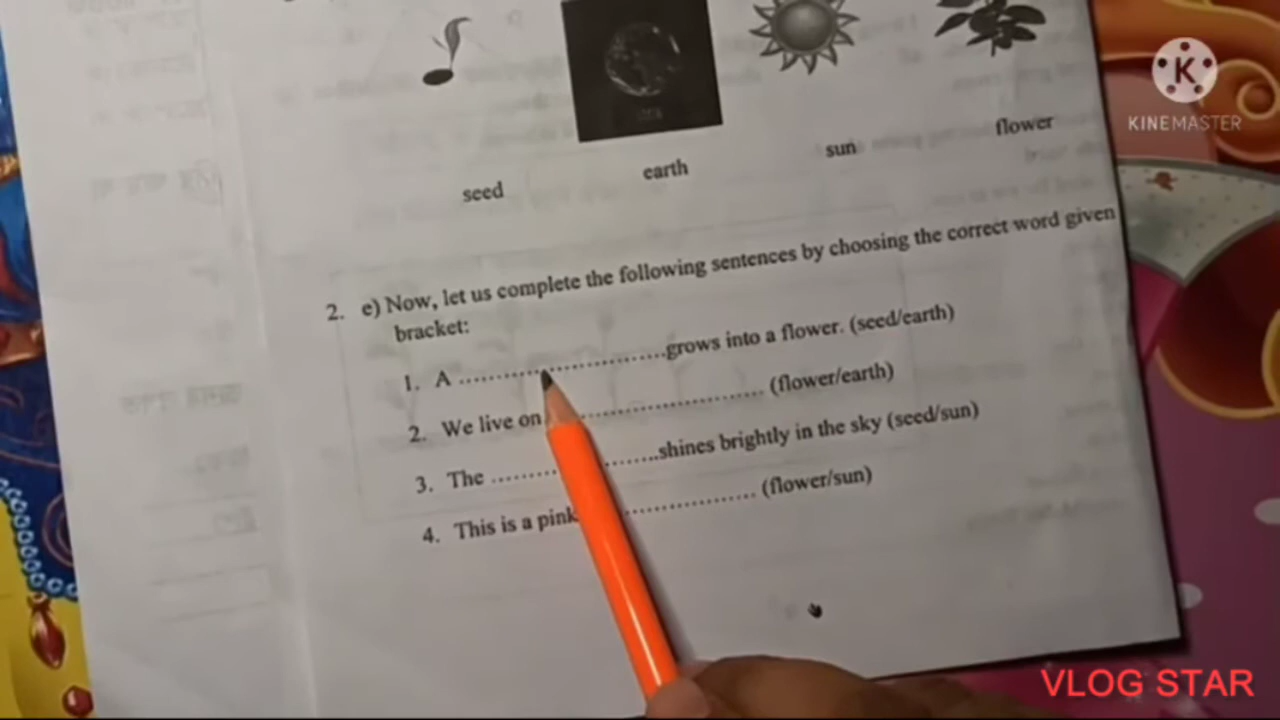 K
KINEMASTER
seed
earth
sun
flower
2. e) Now, let us complete the following sentences by choosing the correct word given
bracket:
1. A ........................grows into a flower. (seed/earth)
2. We live on ........................ (flower/earth)
3. The ........................shines brightly in the sky (seed/sun)
4. This is a pink ........................ (flower/sun)
VLOG STAR